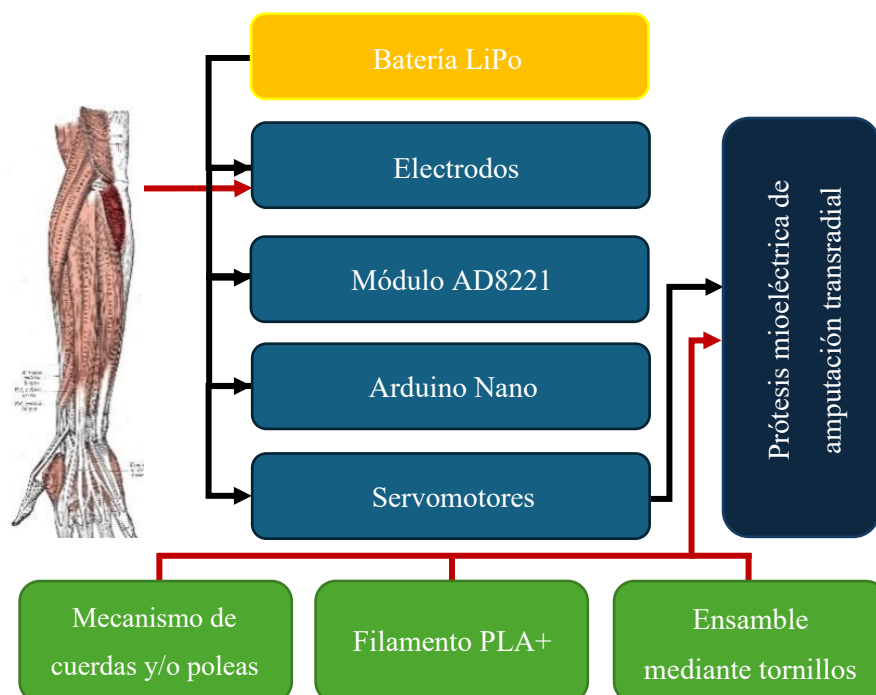 Batería LiPo
Electrodos
Módulo AD8221
Arduino Nano
Servomotores
Prótesis mioeléctrica de
amputación transradial
Mecanismo de
cuerdas y/o poleas
Filamento PLA+
Ensamble
mediante tornillos